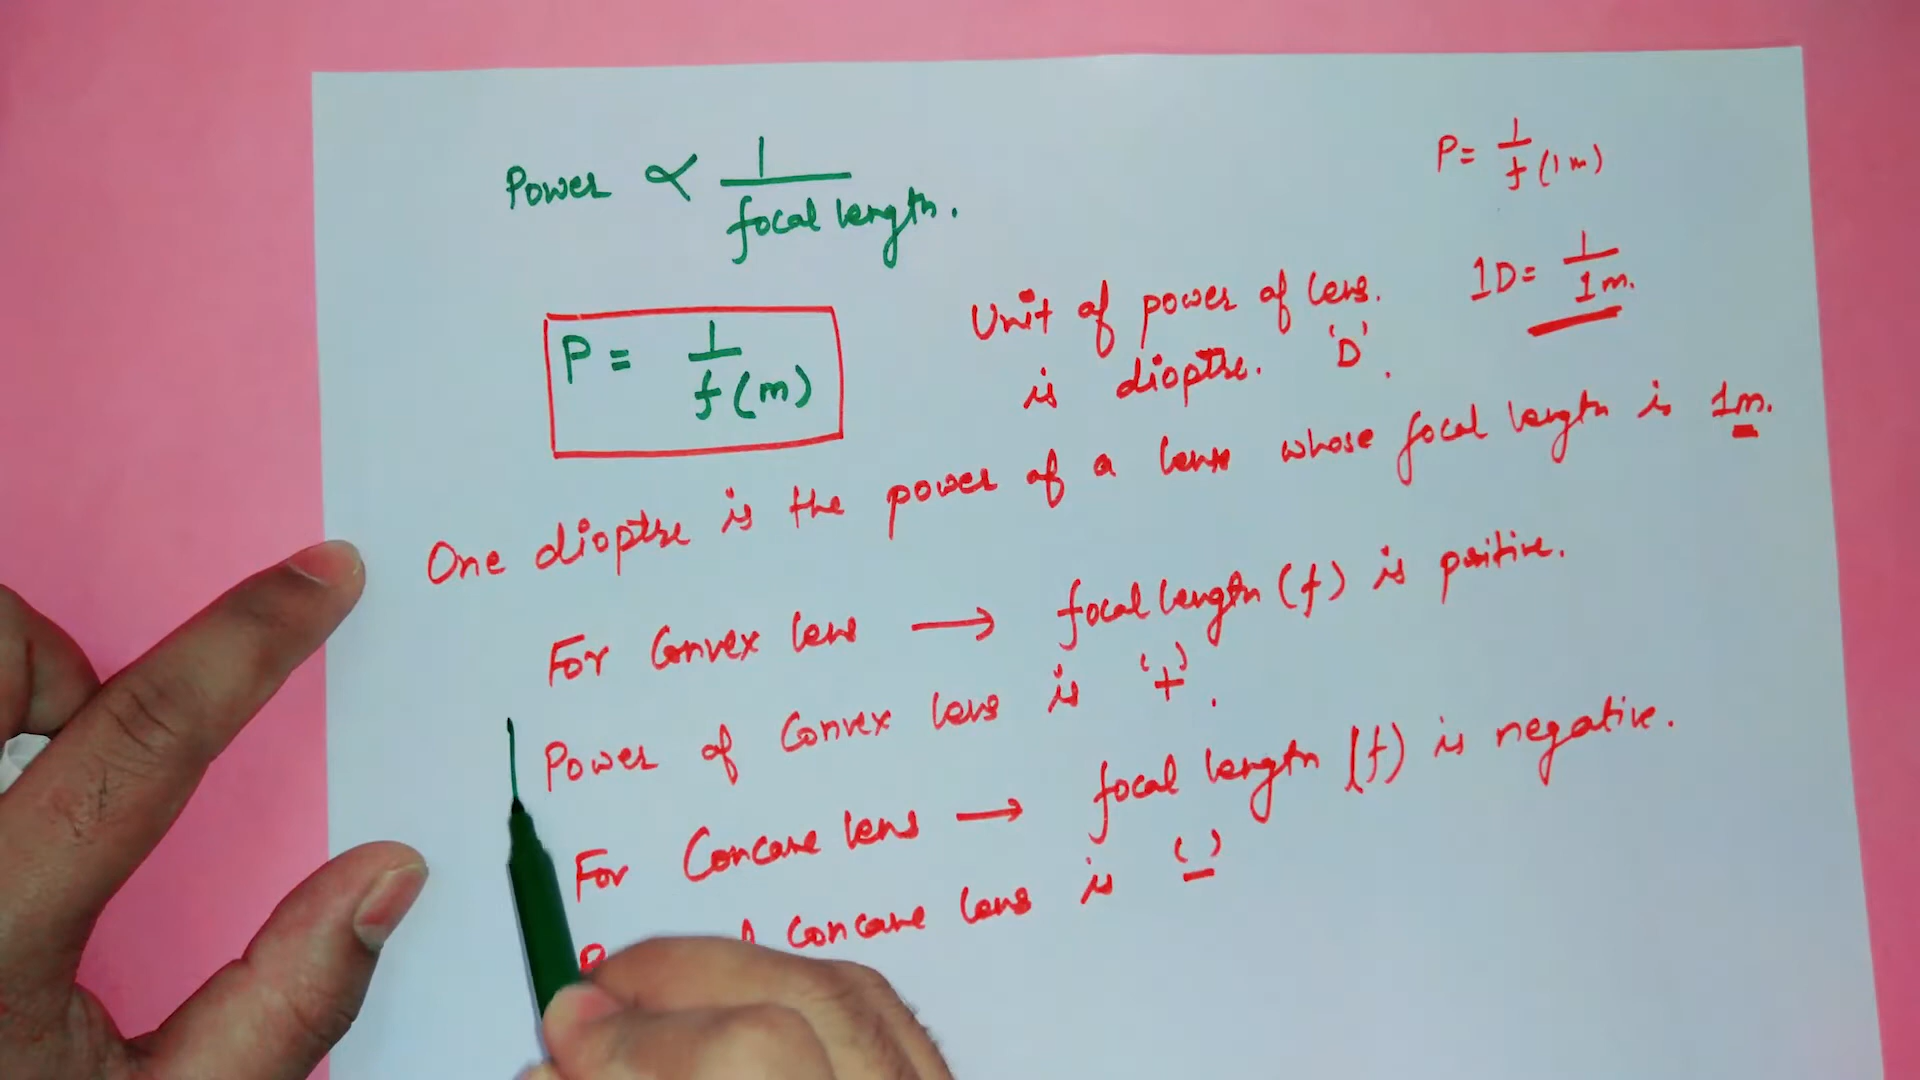 Power ∝ 1/focal length.
P = 1/f (1m)
P = 1/f (m)
Unit of power of lens.
is dioptre. 'D'.
1D = 1/1m.
One dioptre is the power of a lens whose focal length is 1m.
For Convex lens → focal length (f) is positive.
Power of Convex lens is '+'.
For Concave lens → focal length (f) is negative.
concave lens is '-'